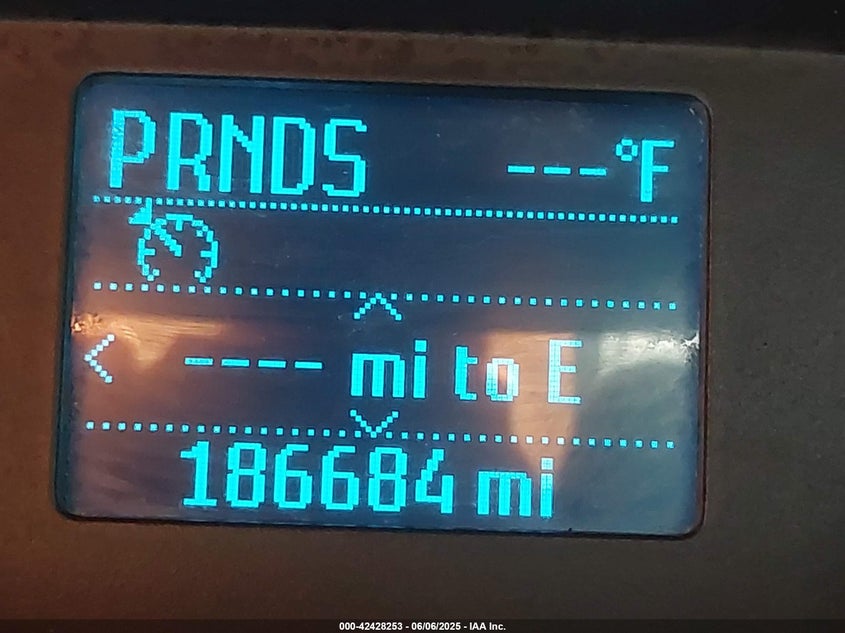 PRNDS ---°F
---- mi to E
186684 mi
000-42428253 - 06/06/2025 - IAA Inc.